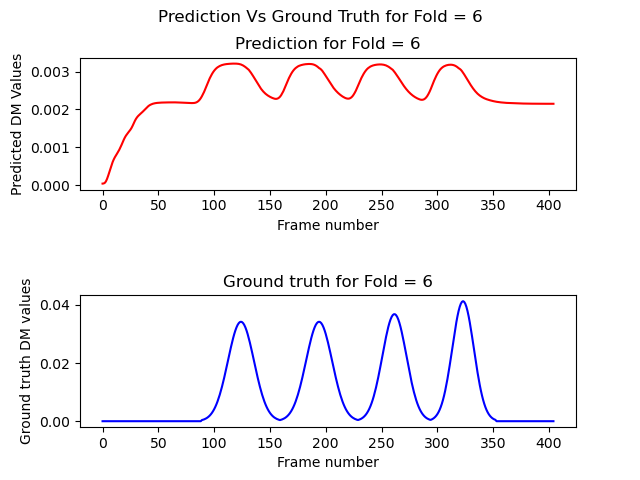 Prediction Vs Ground Truth for Fold = 6
Prediction for Fold = 6
Predicted DM Values
0.003
0.002
0.001
0.000
0 50 100 150 200 250 300 350 400
Frame number
Ground truth for Fold = 6
Ground truth DM values
0.04
0.02
0.00
0 50 100 150 200 250 300 350 400
Frame number